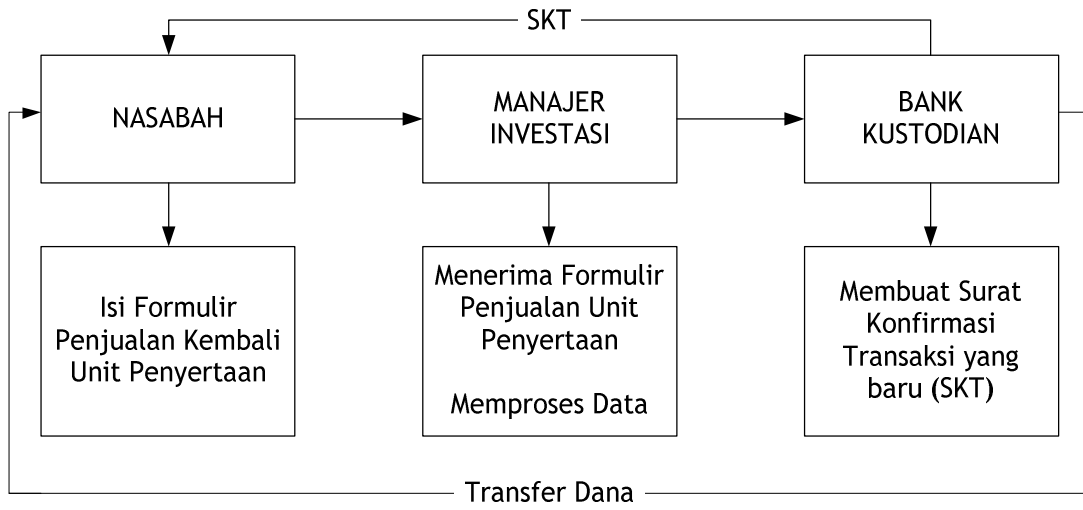 SKT
NASABAH
MANAJER
INVESTASI
BANK
KUSTODIAN
Isi Formulir
Penjualan Kembali
Unit Penyertaan
Menerima Formulir
Penjualan Unit
Penyertaan
Memproses Data
Membuat Surat
Konfirmasi
Transaksi yang
baru (SKT)
Transfer Dana